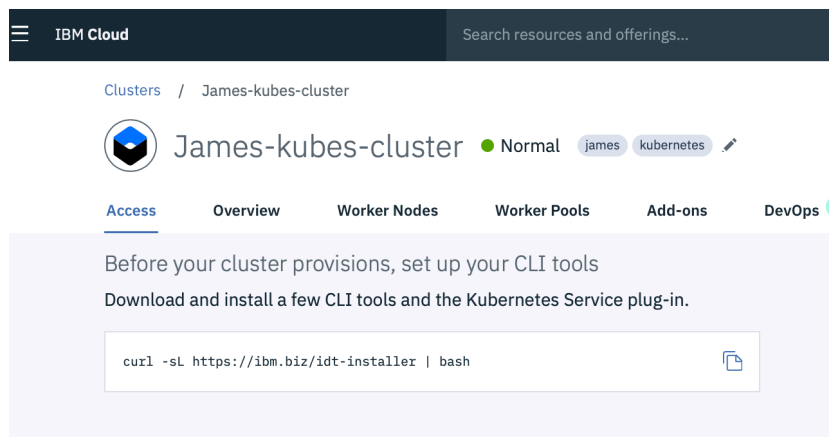 IBM Cloud
Search resources and offerings...
Clusters / James-kubes-cluster
James-kubes-cluster Normal james kubernetes
Access Overview Worker Nodes Worker Pools Add-ons DevOps
Before your cluster provisions, set up your CLI tools
Download and install a few CLI tools and the Kubernetes Service plug-in.
curl -sL https://ibm.biz/idt-installer | bash